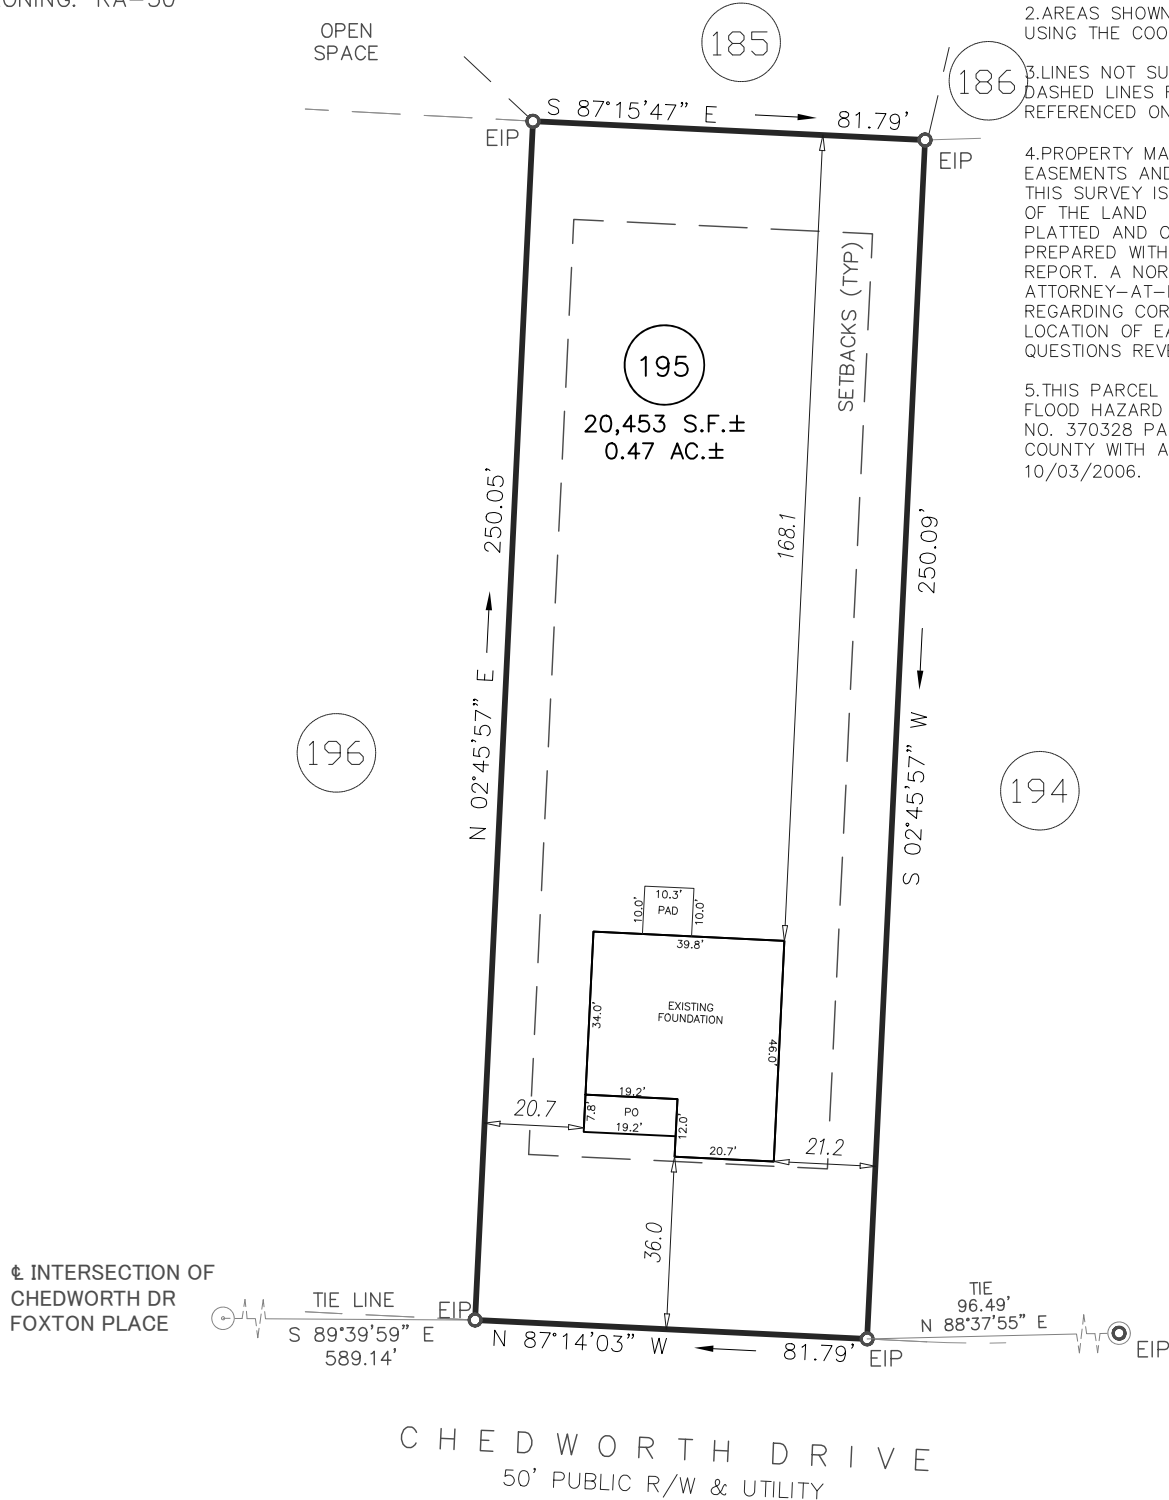 ZONING: RA-30
OPEN
SPACE
185
186
S 87°15'47" E
81.79'
EIP
EIP
2.AREAS SHOWN
USING THE COO
3.LINES NOT SU
DASHED LINES F
REFERENCED ON
4.PROPERTY MA
EASEMENTS AND
THIS SURVEY IS
OF THE LAND
PLATTED AND O
PREPARED WITH
REPORT. A NOR
ATTORNEY-AT-L
REGARDING COR
LOCATION OF EA
QUESTIONS REVE
5.THIS PARCEL
FLOOD HAZARD
NO. 370328 PA
COUNTY WITH A
10/03/2006.
SETBACKS (TYP)
195
20,453 S.F.±
0.47 AC.±
N 02°45'57" E 250.05'
168.1
S 02°45'57" W 250.09'
196
194
10.3'
10.0'
PAD
10.0'
39.8'
34.0'
EXISTING
FOUNDATION
46.0'
19.2'
7.8'
PO
19.2'
12.0'
20.7'
20.7
21.2
36.0
℄ INTERSECTION OF
CHEDWORTH DR
FOXTON PLACE
TIE LINE
S 89°39'59" E
589.14'
EIP
N 87°14'03" W
81.79'
EIP
TIE
96.49'
N 88°37'55" E
EIP
CHEDWORTH DRIVE
50' PUBLIC R/W & UTILITY